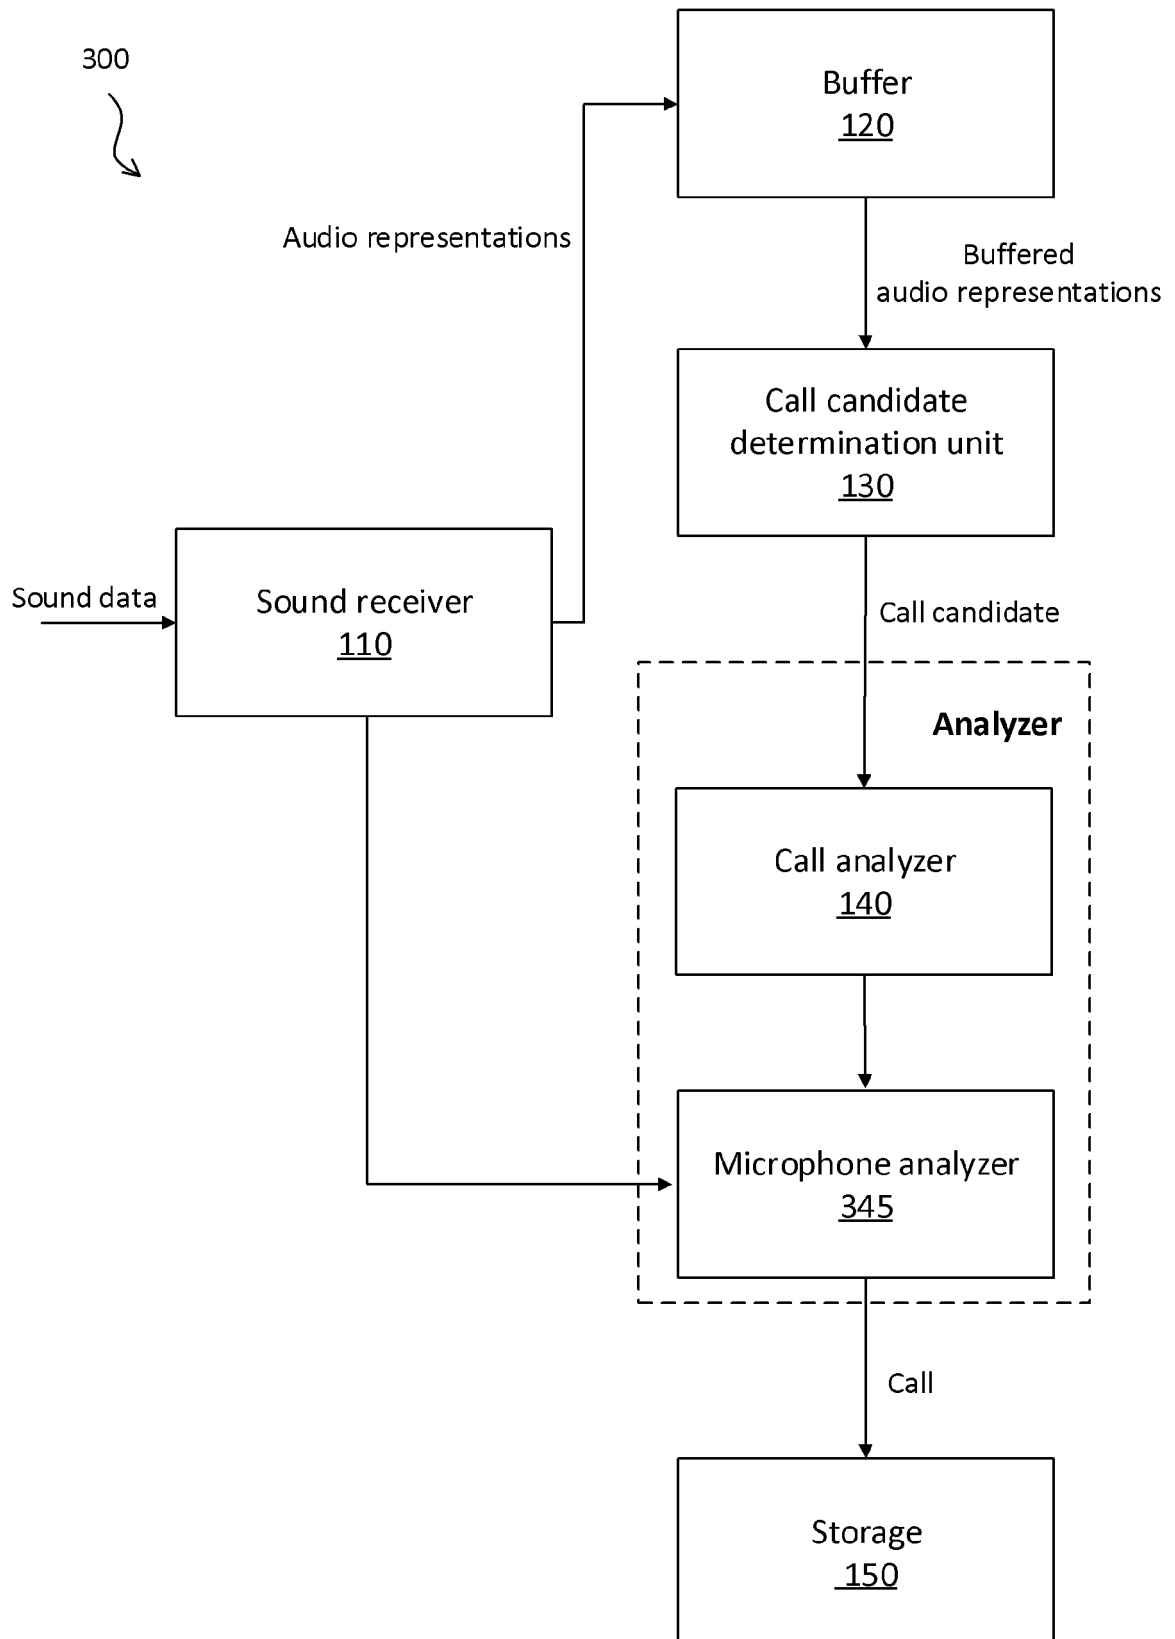 300
Buffer
120
Audio representations
Buffered
audio representations
Call candidate
determination unit
130
Sound data
Sound receiver
110
Call candidate
Analyzer
Call analyzer
140
Microphone analyzer
345
Call
Storage
150